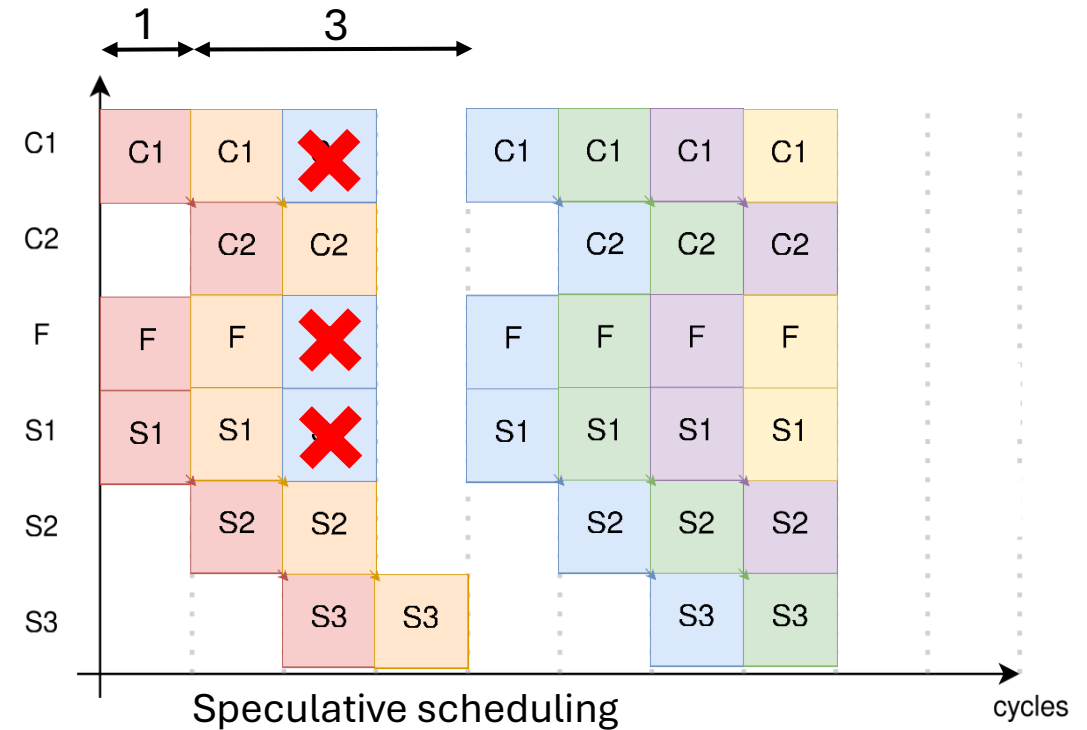 1 3
C1 C1 C1 C1 C1 C1 C1
C2 C2 C2 C2 C2 C2
F F F F F F F
S1 S1 S1 S1 S1 S1 S1
S2 S2 S2 S2 S2 S2
S3 S3 S3 S3 S3
Speculative scheduling
cycles